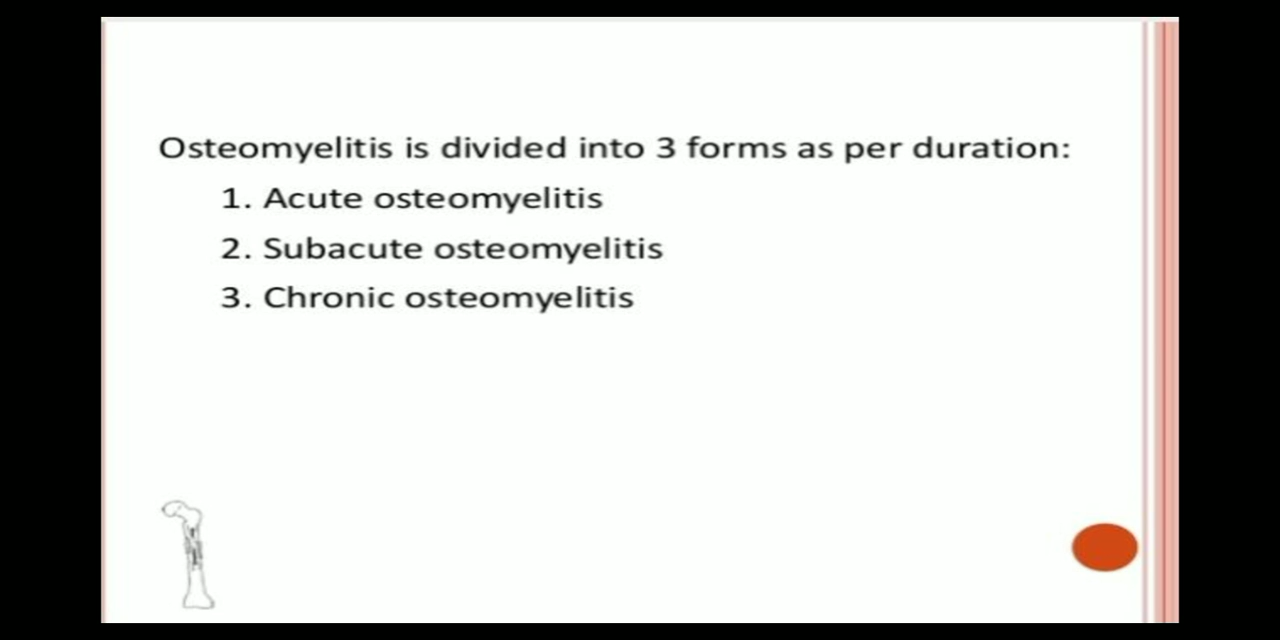 Osteomyelitis is divided into 3 forms as per duration:
1. Acute osteomyelitis
2. Subacute osteomyelitis
3. Chronic osteomyelitis